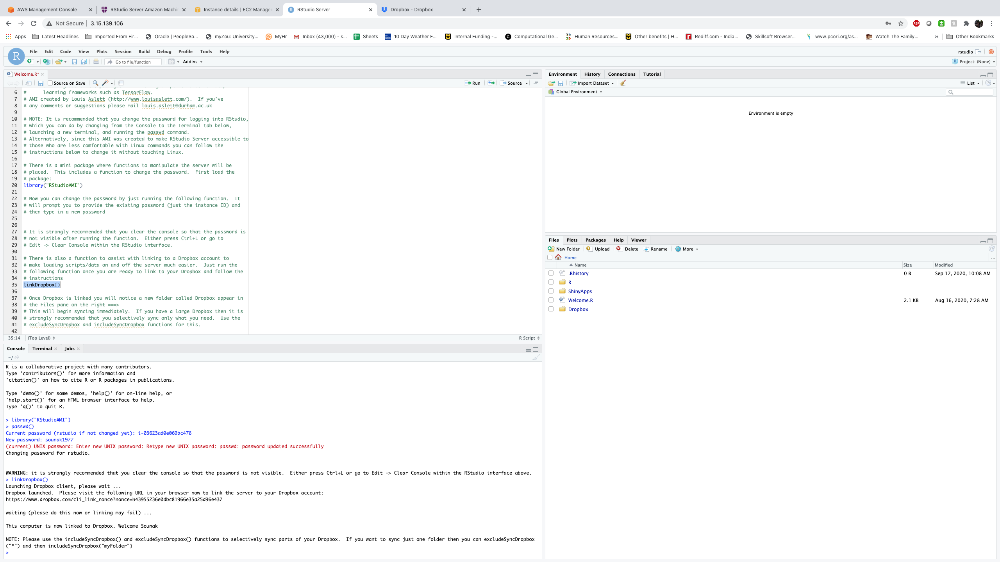 AWS Management Console
RStudio Server Amazon Machin
Instance details | EC2 Manager
RStudio Server
Dropbox - Dropbox
Not Secure | 3.15.139.106
Apps
Latest Headlines
Imported From Fir...
Oracle | PeopleSo...
myZou: University...
MyHr
Inbox (43,000) - s...
Sheets
10 Day Weather F...
Internal Funding -...
Computational Ge...
Human Resources...
Other benefits | H...
Rediff.com - India...
Skillsoft Browser...
www.pcori.org/as...
Watch The Family...
»
Other Bookmarks
File Edit Code View Plots Session Build Debug Profile Tools Help
rstudio
Go to file/function
Addins
Project: (None)
Welcome.R*
Source on Save
Run
Source
6 #      learning frameworks such as TensorFlow.
7 # AMI created by Louis Aslett (http://www.louisaslett.com/).  If you've
8 # any comments or suggestions please mail louis.aslett@durham.ac.uk
9
10 # NOTE: It is recommended that you change the password for logging into RStudio,
11 # which you can do by changing from the Console to the Terminal tab below,
12 # launching a new terminal, and running the passwd command.
13 # Alternatively, since this AMI was created to make RStudio Server accessible to
14 # those who are less comfortable with Linux commands you can follow the
15 # instructions below to change it without touching Linux.
16
17 # There is a mini package where functions to manipulate the server will be
18 # placed.  This includes a function to change the password.  First load the
19 # package:
20 library("RStudioAMI")
21
22 # Now you can change the password by just running the following function.  It
23 # will prompt you to provide the existing password (just the instance ID) and
24 # then type in a new password
25
26
27 # It is strongly recommended that you clear the console so that the password is
28 # not visible after running the function.  Either press Ctrl+L or go to
29 # Edit -> Clear Console within the RStudio interface.
30
31 # There is also a function to assist with linking to a Dropbox account to
32 # make loading scripts/data on and off the server much easier.  Just run the
33 # following function once you are ready to link to your Dropbox and follow the
34 # instructions
35 linkDropbox()
36
37 # Once Dropbox is linked you will notice a new folder called Dropbox appear in
38 # the Files pane on the right ===>
39 # This will begin syncing immediately.  If you have a large Dropbox then it is
40 # strongly recommended that you selectively sync only what you need.  Use the
41 # excludeSyncDropbox and includeSyncDropbox functions for this.
42
35:14 (Top Level) R Script
Console Terminal Jobs
~/
R is a collaborative project with many contributors.
Type 'contributors()' for more information and
'citation()' on how to cite R or R packages in publications.
Type 'demo()' for some demos, 'help()' for on-line help, or
'help.start()' for an HTML browser interface to help.
Type 'q()' to quit R.
> library("RStudioAMI")
> passwd()
Current password (rstudio if not changed yet): i-03623ad0e069bc476
New password: sounak1977
(current) UNIX password: Enter new UNIX password: Retype new UNIX password: passwd: password updated successfully
Changing password for rstudio.
WARNING: it is strongly recommended that you clear the console so that the password is not visible.  Either press Ctrl+L or go to Edit -> Clear Console within the RStudio interface above.
> linkDropbox()
Launching Dropbox client, please wait ...
Dropbox launched.  Please visit the following URL in your browser now to link the server to your Dropbox account:
https://www.dropbox.com/cli_link_nonce?nonce=b43955236e0dbc81966e35a25d96e437
waiting (please do this now or linking may fail) ...
This computer is now linked to Dropbox. Welcome Sounak
NOTE: Please use the includeSyncDropbox() and excludeSyncDropbox() functions to selectively sync parts of your Dropbox.  If you want to sync just one folder then you can excludeSyncDropbox
("*") and then includeSyncDropbox("myFolder")
>
Environment History Connections Tutorial
Import Dataset
List
Global Environment
Environment is empty
Files Plots Packages Help Viewer
New Folder Upload Delete Rename More
Home
...
Name Size Modified
.Rhistory 0 B Sep 17, 2020, 10:08 AM
R
ShinyApps
Welcome.R 2.1 KB Aug 16, 2020, 7:28 AM
Dropbox